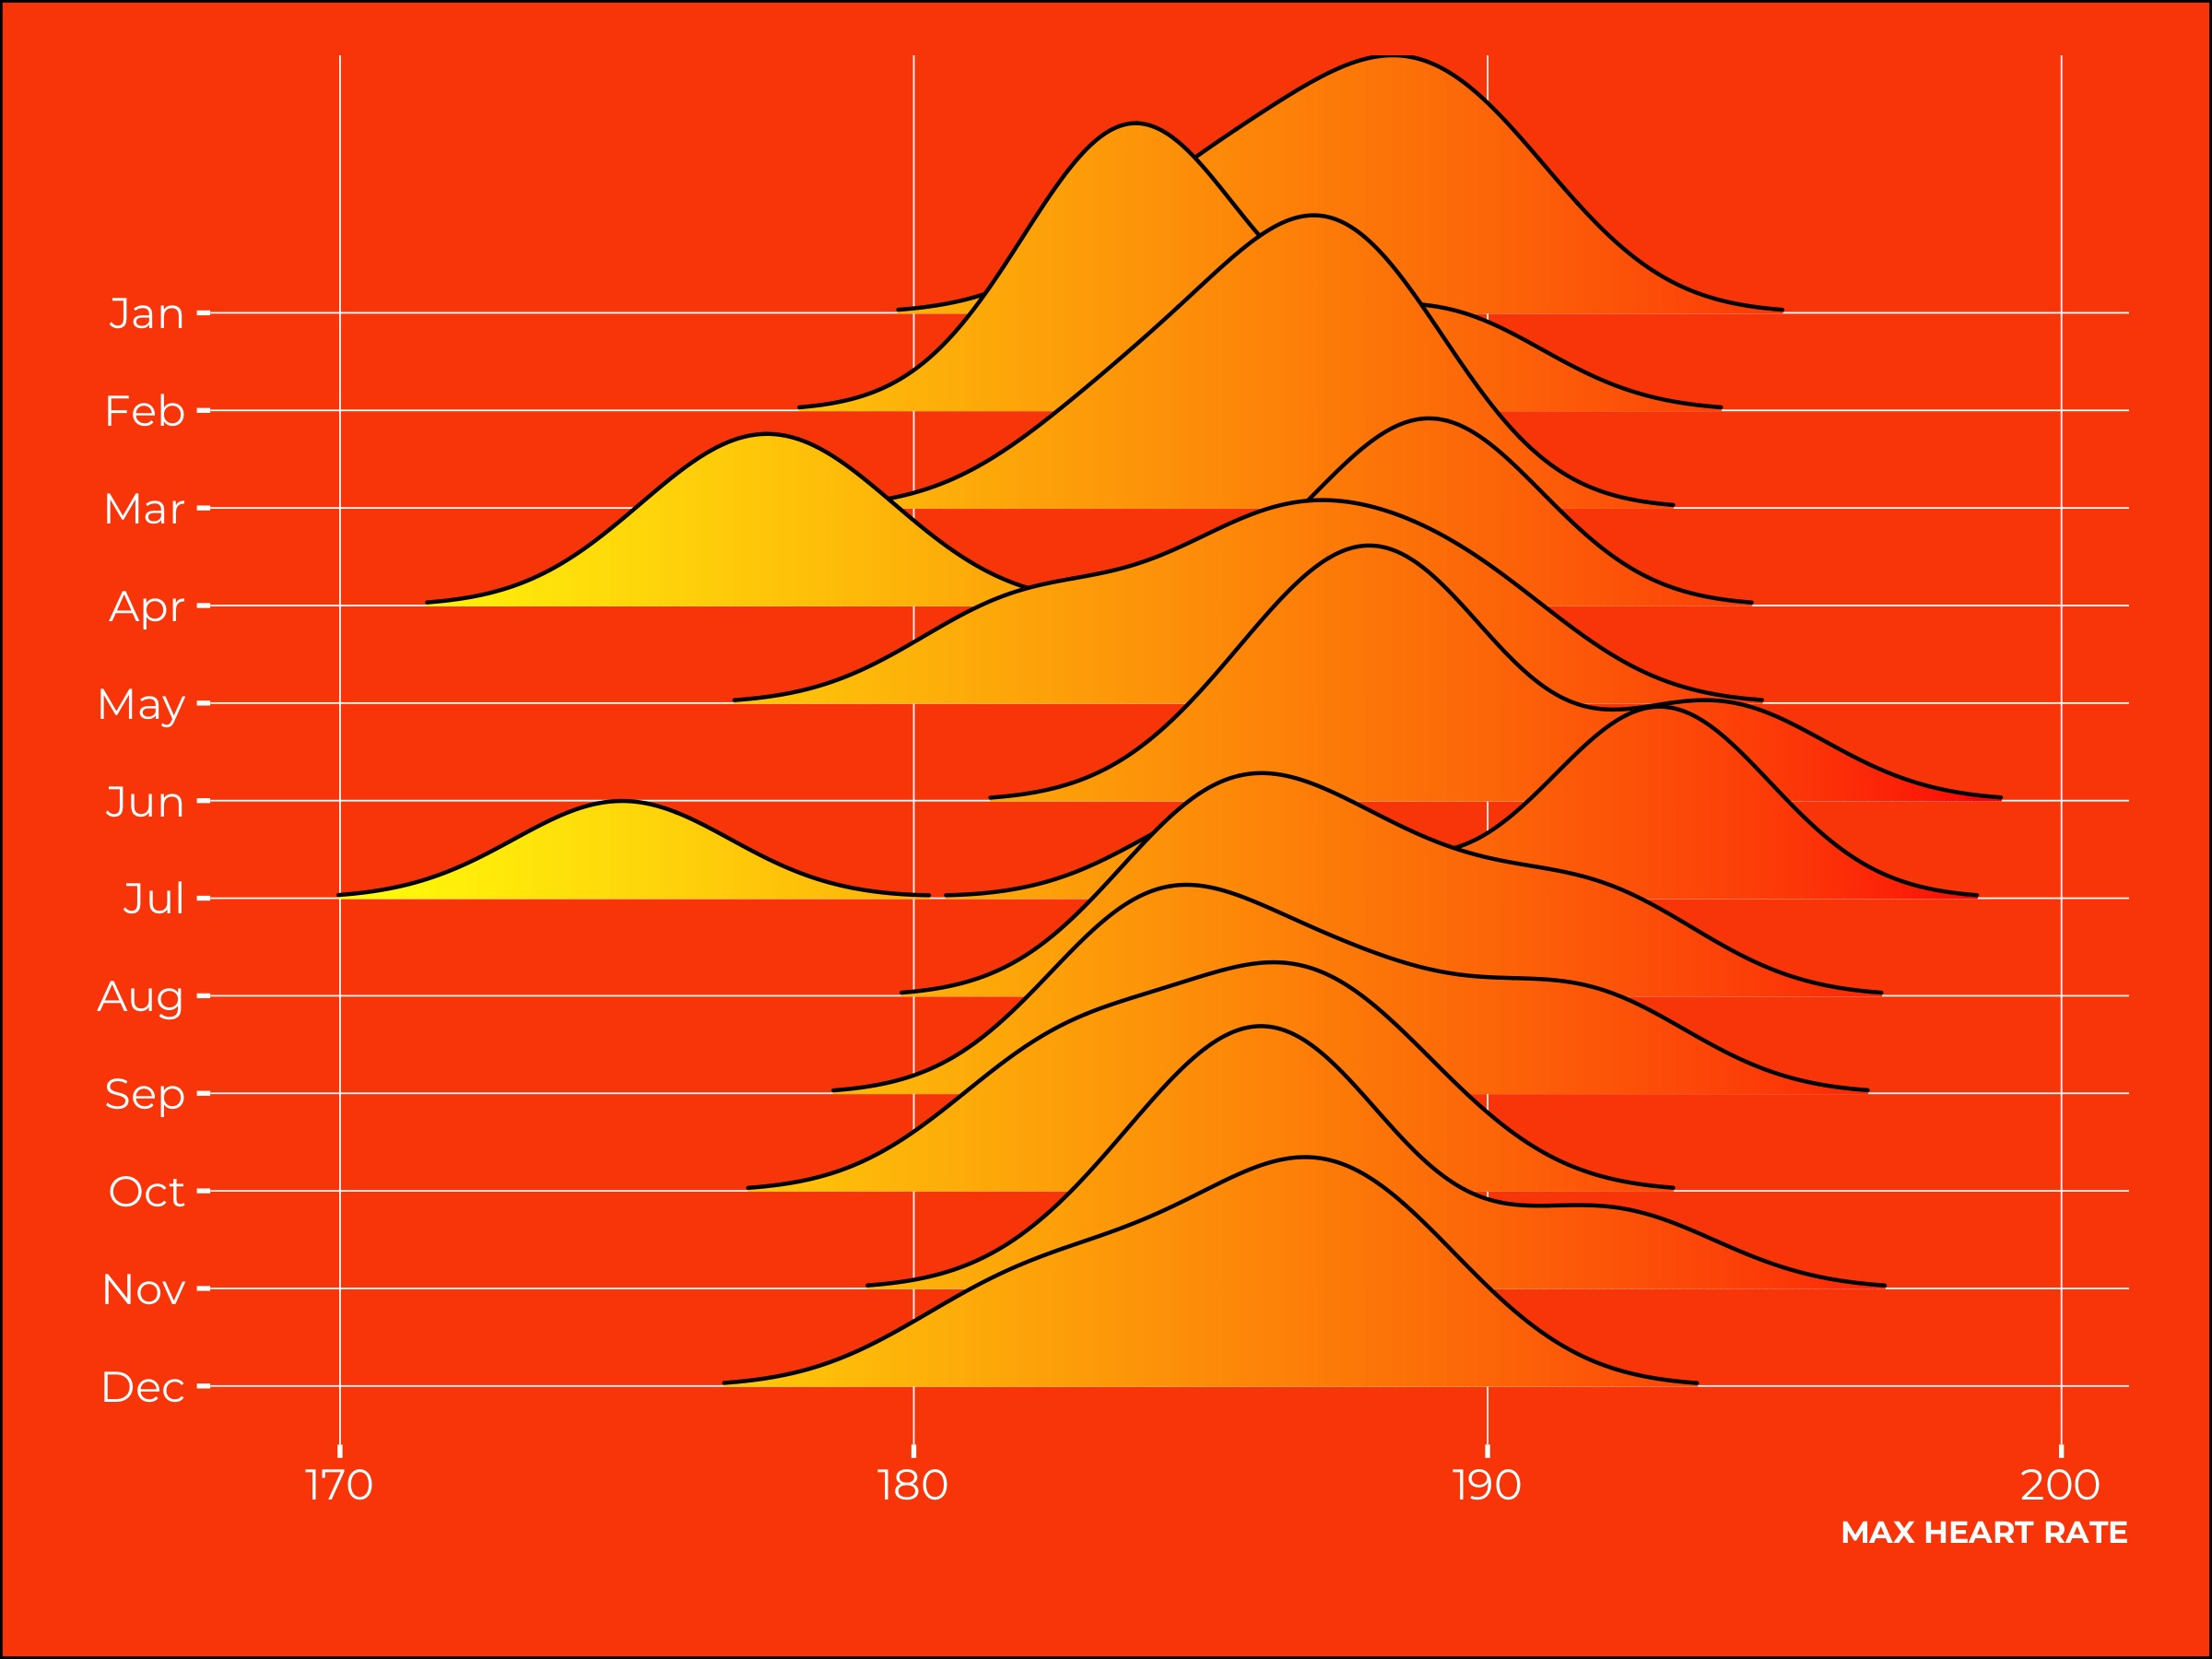 Jan
Feb
Mar
Apr
May
Jun
Jul
Aug
Sep
Oct
Nov
Dec
170 180 190 200
MAX HEART RATE